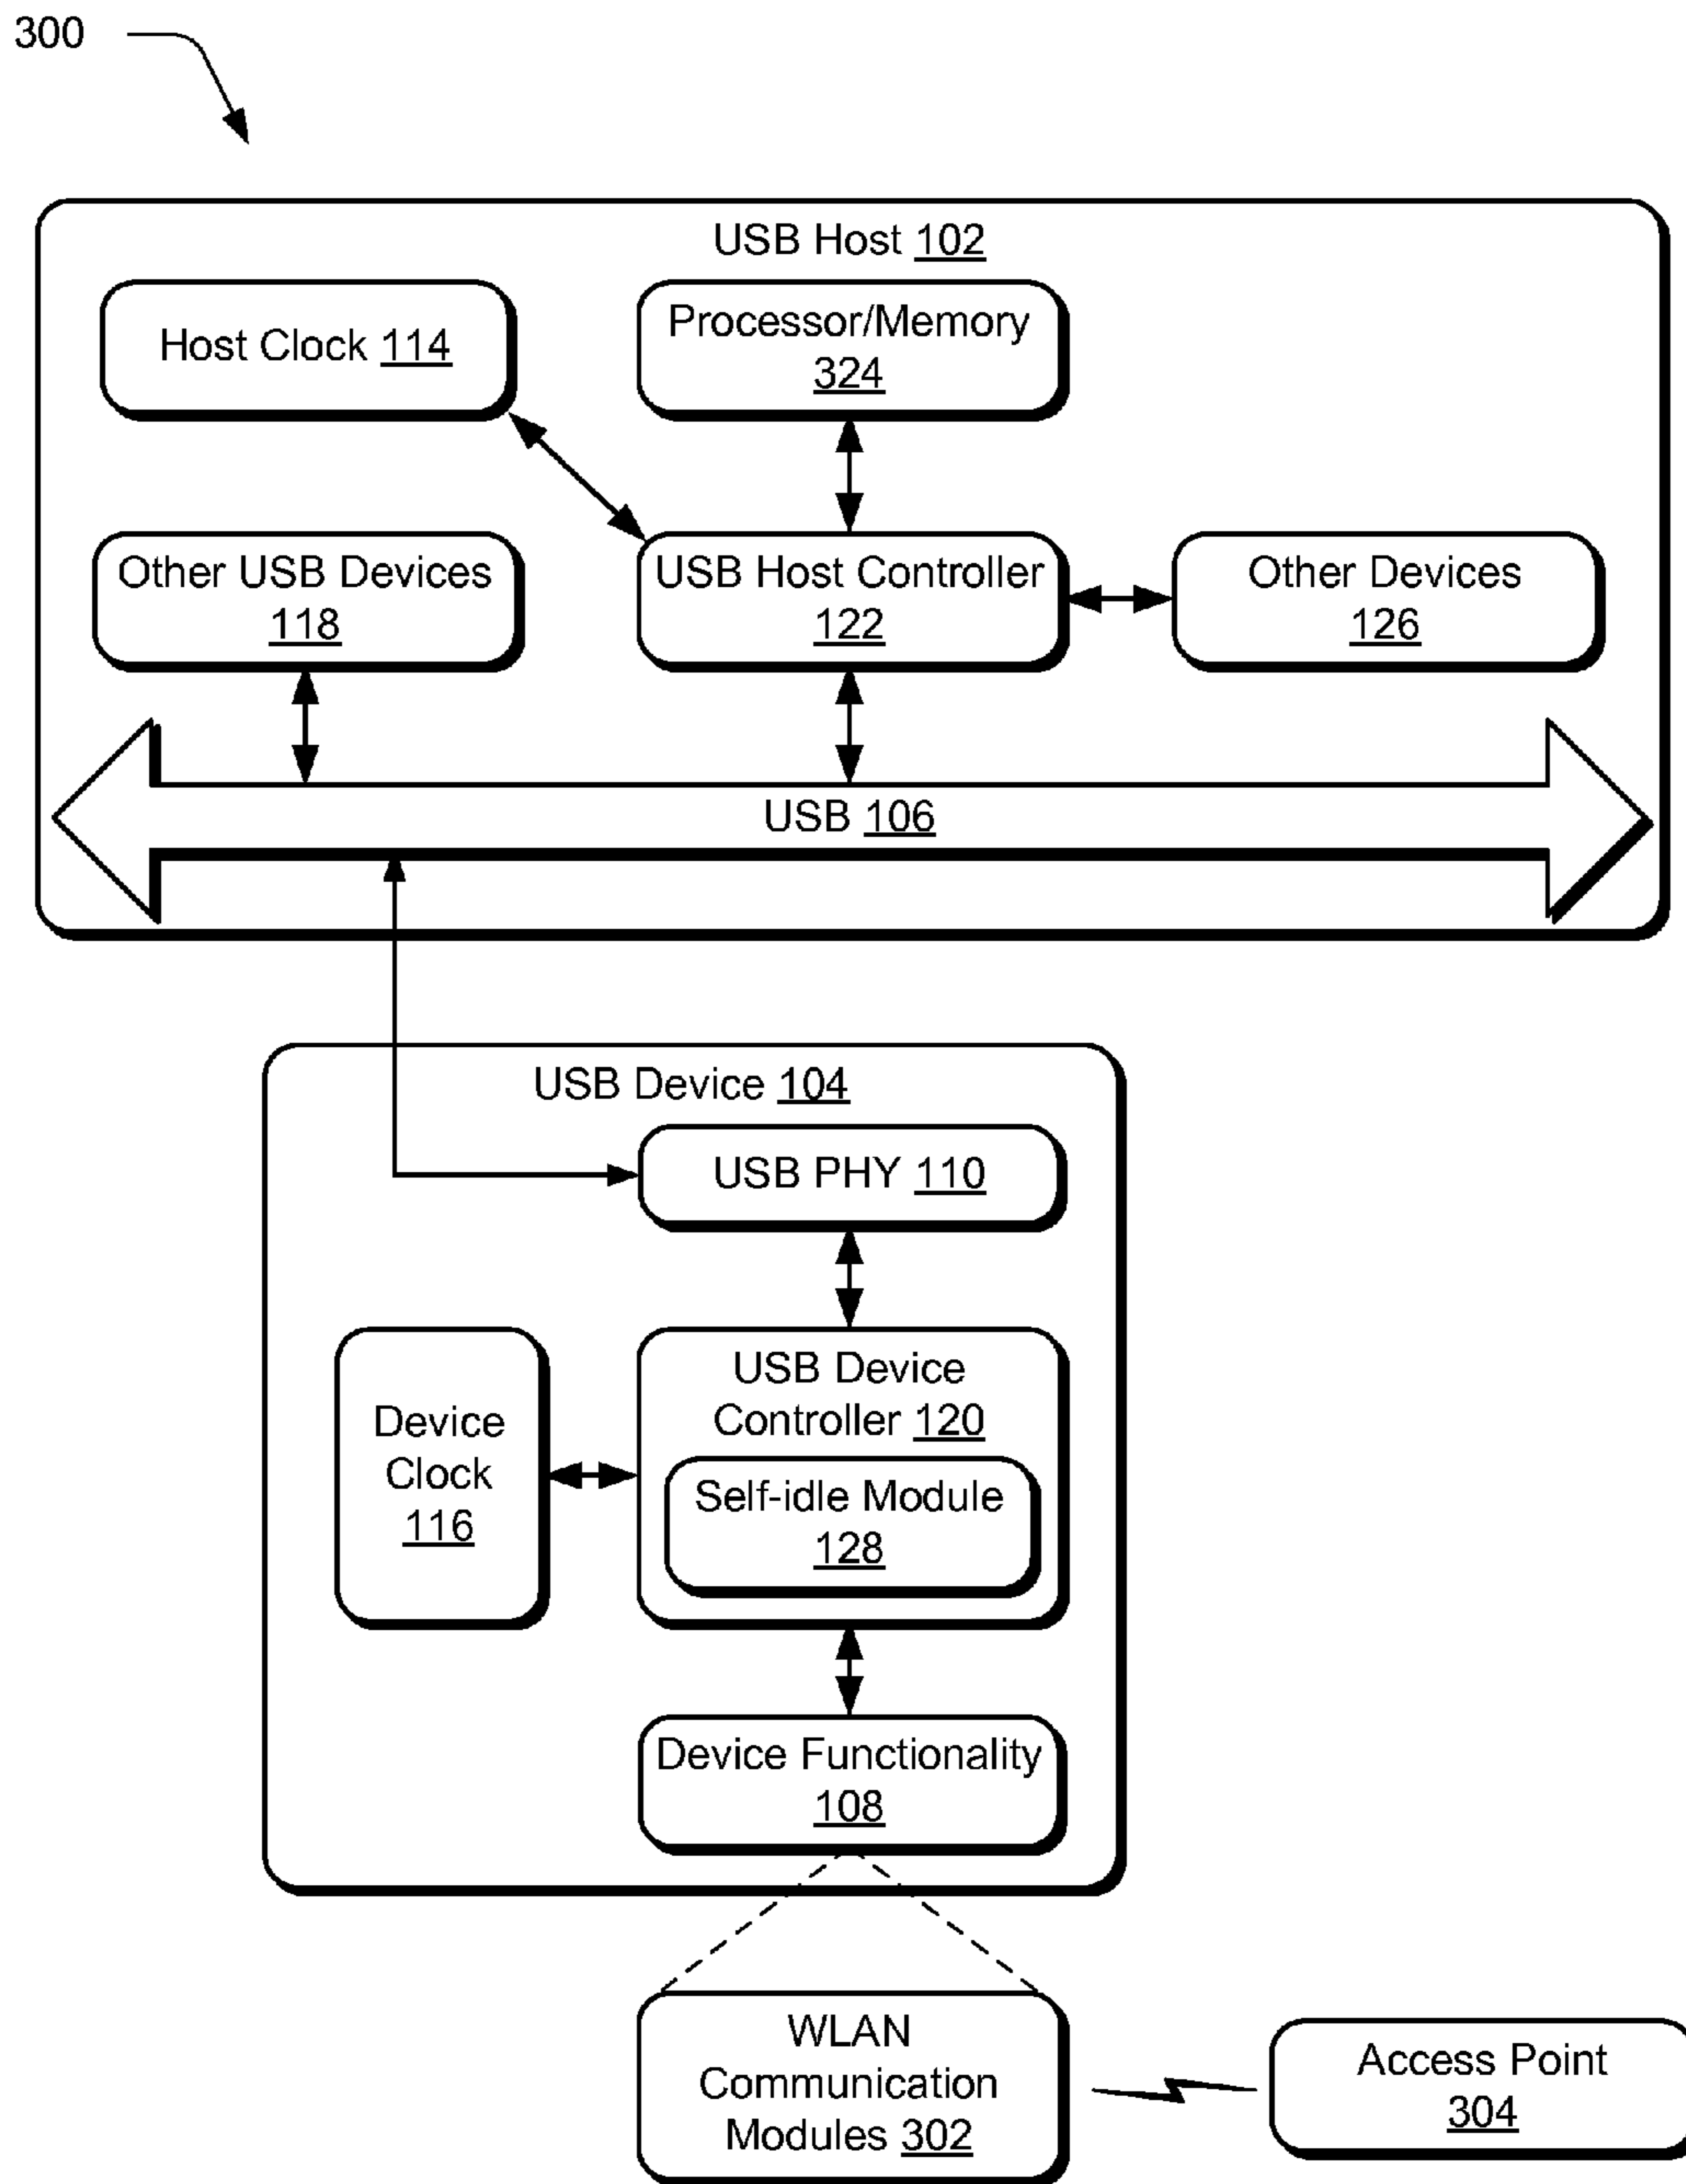 300
USB Host 102
Host Clock 114
Processor/Memory
324
Other USB Devices
118
USB Host Controller
122
Other Devices
126
USB 106
USB Device 104
USB PHY 110
Device
Clock
116
USB Device
Controller 120
Self-idle Module
128
Device Functionality
108
WLAN
Communication
Modules 302
Access Point
304